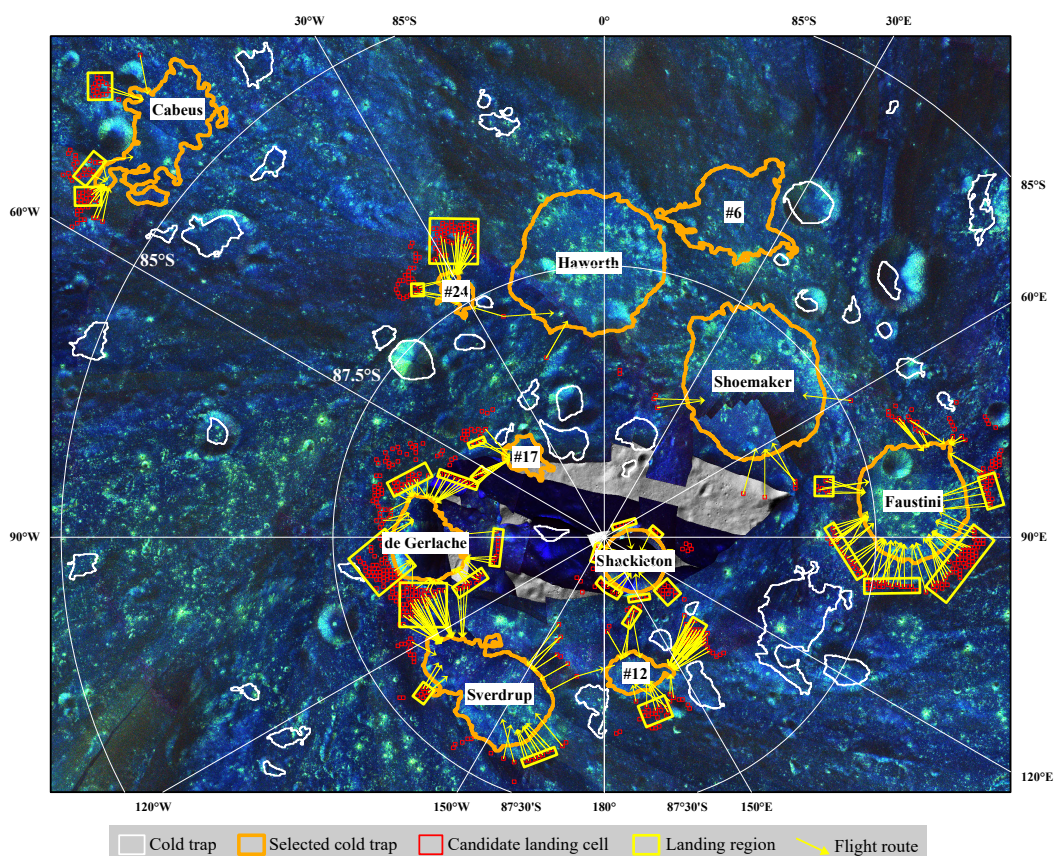 30°W
85°S
0°
85°S
30°E
Cabeus
85°S
60°W
#6
85°S
Haworth
#24
60°E
87.5°S
Shoemaker
#17
Faustini
90°W
de Gerlache
90°E
Shackleton
#12
Sverdrup
120°E
120°W
150°W
87°30'S
180°
87°30'S
150°E
Cold trap
Selected cold trap
Candidate landing cell
Landing region
Flight route